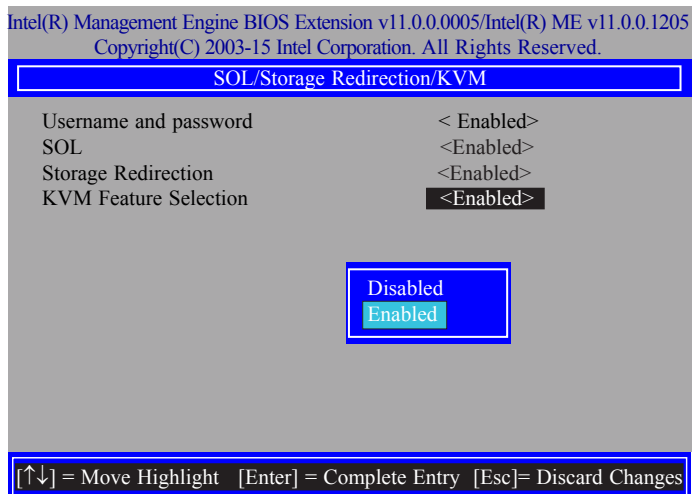 Intel(R) Management Engine BIOS Extension v11.0.0.0005/Intel(R) ME v11.0.0.1205
Copyright(C) 2003-15 Intel Corporation. All Rights Reserved.
SOL/Storage Redirection/KVM
Username and password < Enabled>
SOL <Enabled>
Storage Redirection <Enabled>
KVM Feature Selection <Enabled>
Disabled
Enabled
[↑↓] = Move Highlight [Enter] = Complete Entry [Esc]= Discard Changes